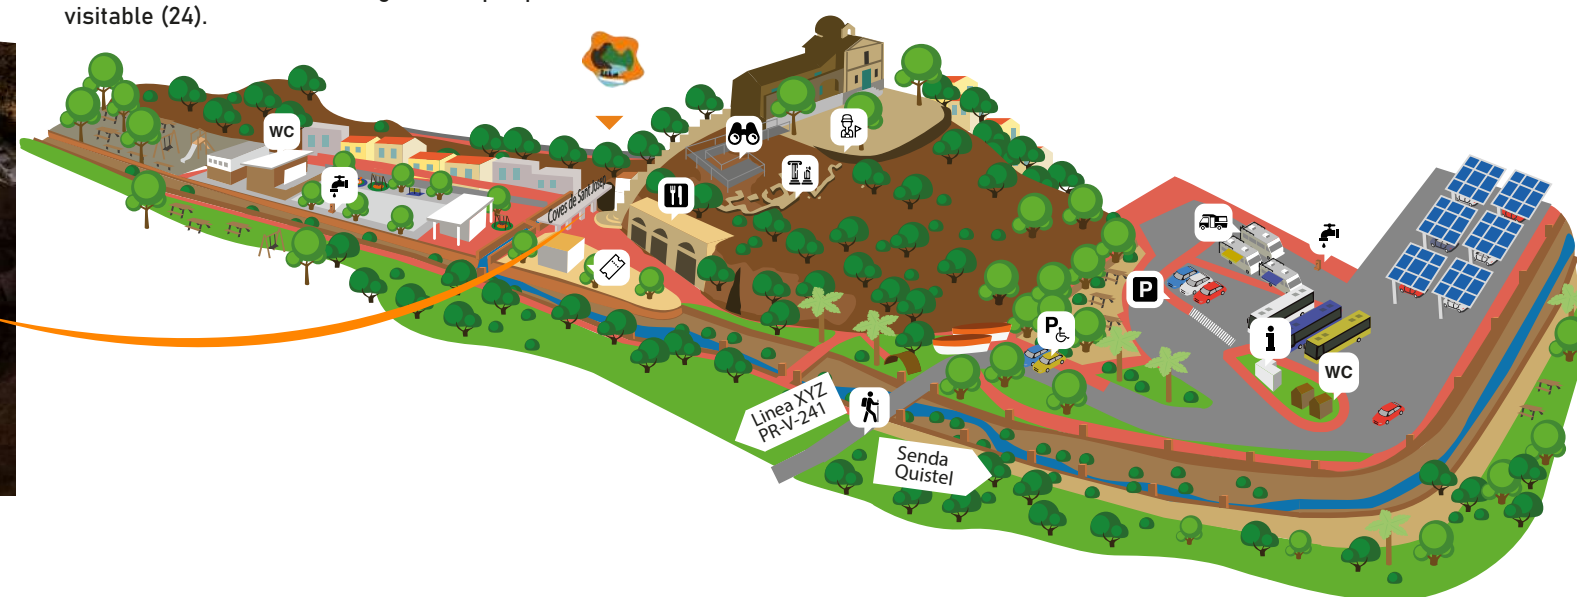 visitable (24).
WC
Coves de Sant Josep
P
P
i
WC
Linea XYZ
PR-V-241
Senda
Quistel